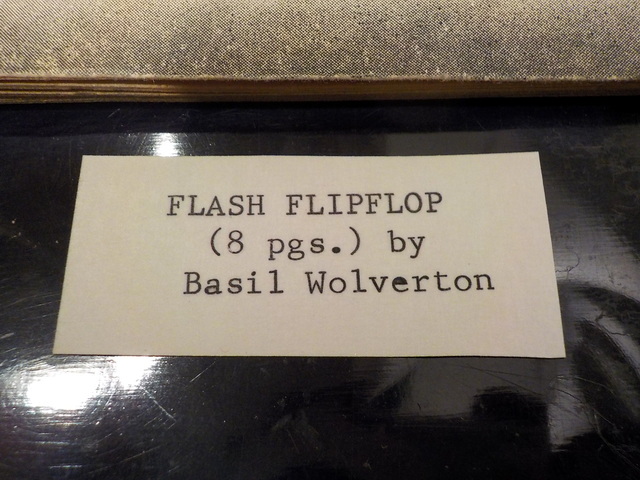 FLASH FLIPFLOP
(8 pgs.) by
Basil Wolverton